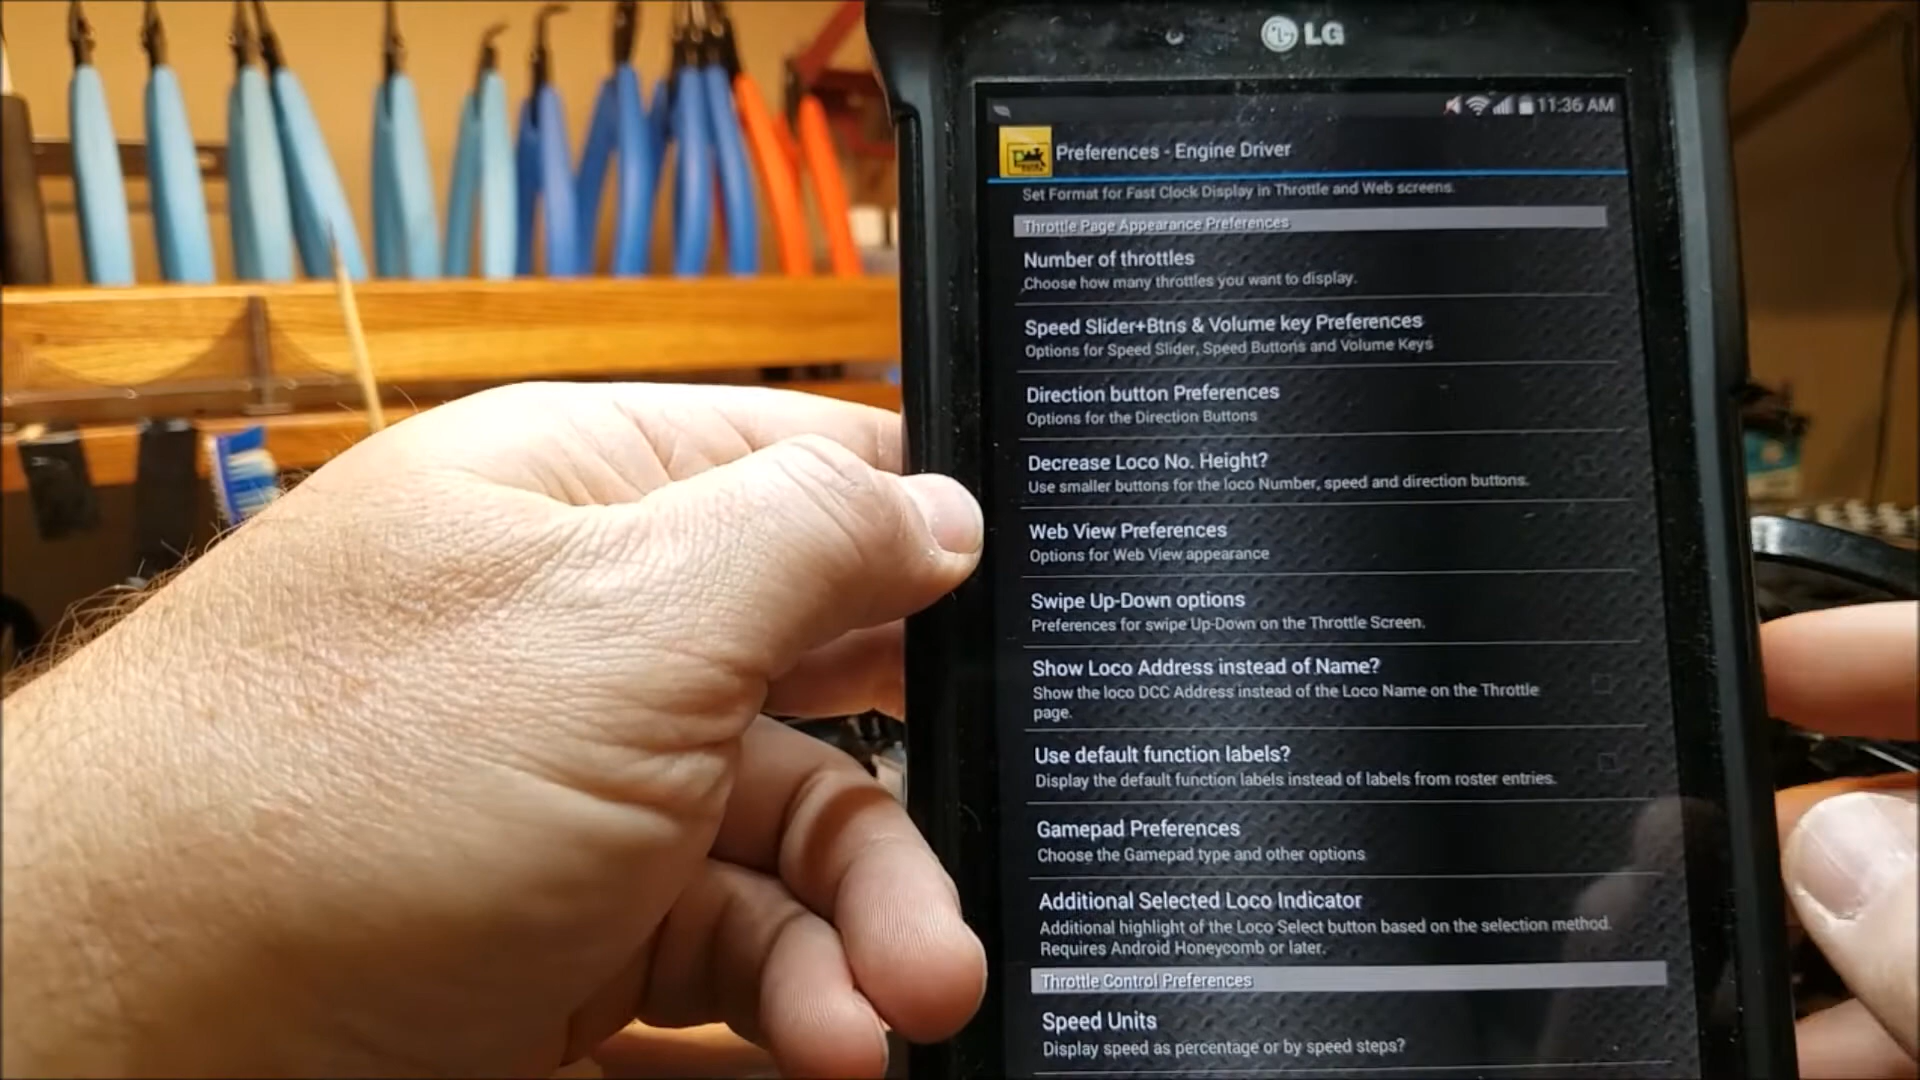 LG
11:36 AM
Preferences - Engine Driver
Set Format for Fast Clock Display in Throttle and Web screens.
Throttle Page Appearance Preferences
Number of throttles
Choose how many throttles you want to display.
Speed Slider+Btns & Volume key Preferences
Options for Speed Slider, Speed Buttons and Volume Keys
Direction button Preferences
Options for the Direction Buttons
Decrease Loco No. Height?
Use smaller buttons for the loco Number, speed and direction buttons.
Web View Preferences
Options for Web View appearance
Swipe Up-Down options
Preferences for swipe Up-Down on the Throttle Screen.
Show Loco Address instead of Name?
Show the loco DCC Address instead of the Loco Name on the Throttle
page.
Use default function labels?
Display the default function labels instead of labels from roster entries.
Gamepad Preferences
Choose the Gamepad type and other options
Additional Selected Loco Indicator
Additional highlight of the Loco Select button based on the selection method.
Requires Android Honeycomb or later.
Throttle Control Preferences
Speed Units
Display speed as percentage or by speed steps?